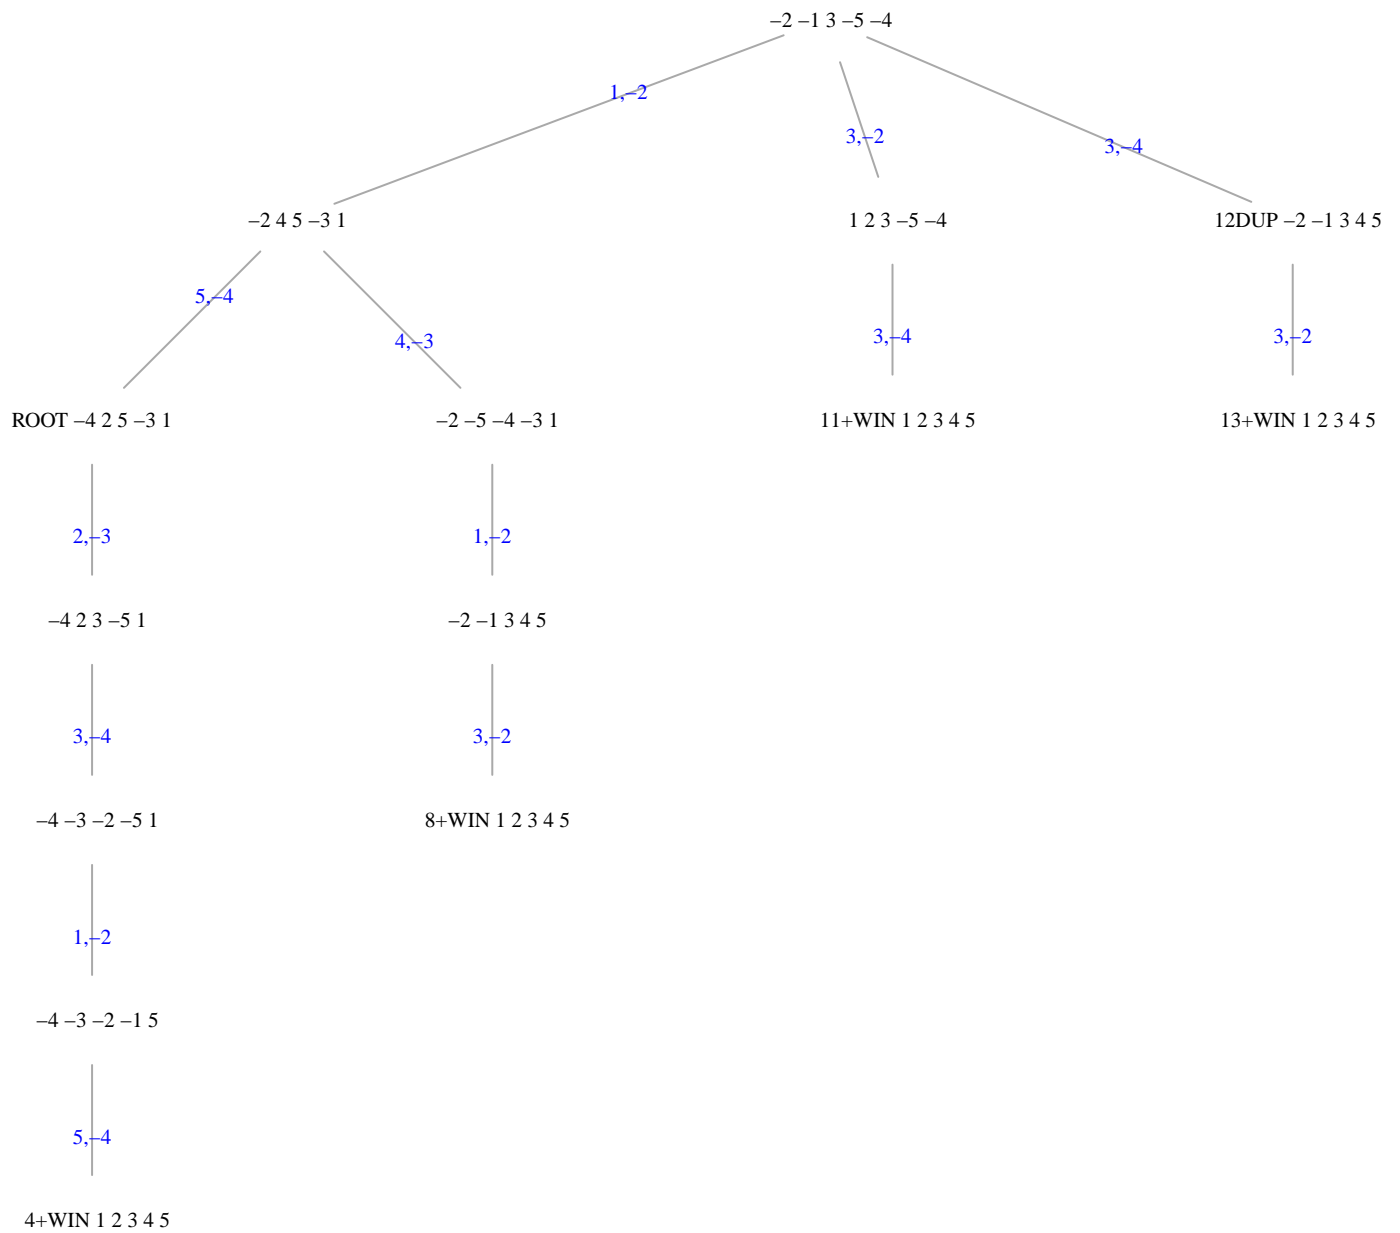 –2 –1 3 –5 –4
1,–2
3,–2
3,–4
–2 4 5 –3 1
1 2 3 –5 –4
12DUP –2 –1 3 4 5
5,–4
4,–3
3,–4
3,–2
ROOT –4 2 5 –3 1
–2 –5 –4 –3 1
11+WIN 1 2 3 4 5
13+WIN 1 2 3 4 5
2,–3
1,–2
–4 2 3 –5 1
–2 –1 3 4 5
3,–4
3,–2
–4 –3 –2 –5 1
8+WIN 1 2 3 4 5
1,–2
–4 –3 –2 –1 5
5,–4
4+WIN 1 2 3 4 5